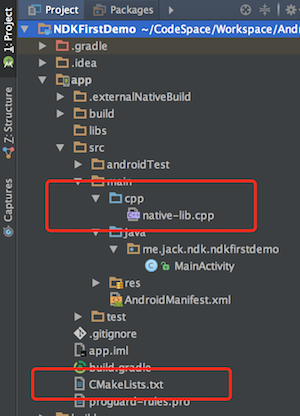 Project
Packages
NDKFirstDemo ~/CodeSpace/Workspace/And
.gradle
.idea
app
.externalNativeBuild
build
libs
src
androidTest
main
cpp
native-lib.cpp
java
me.jack.ndk.ndkfirstdemo
MainActivity
res
AndroidManifest.xml
test
.gitignore
app.iml
build.gradle
CMakeLists.txt
proguard-rules.pro
1: Project
Z: Structure
Captures